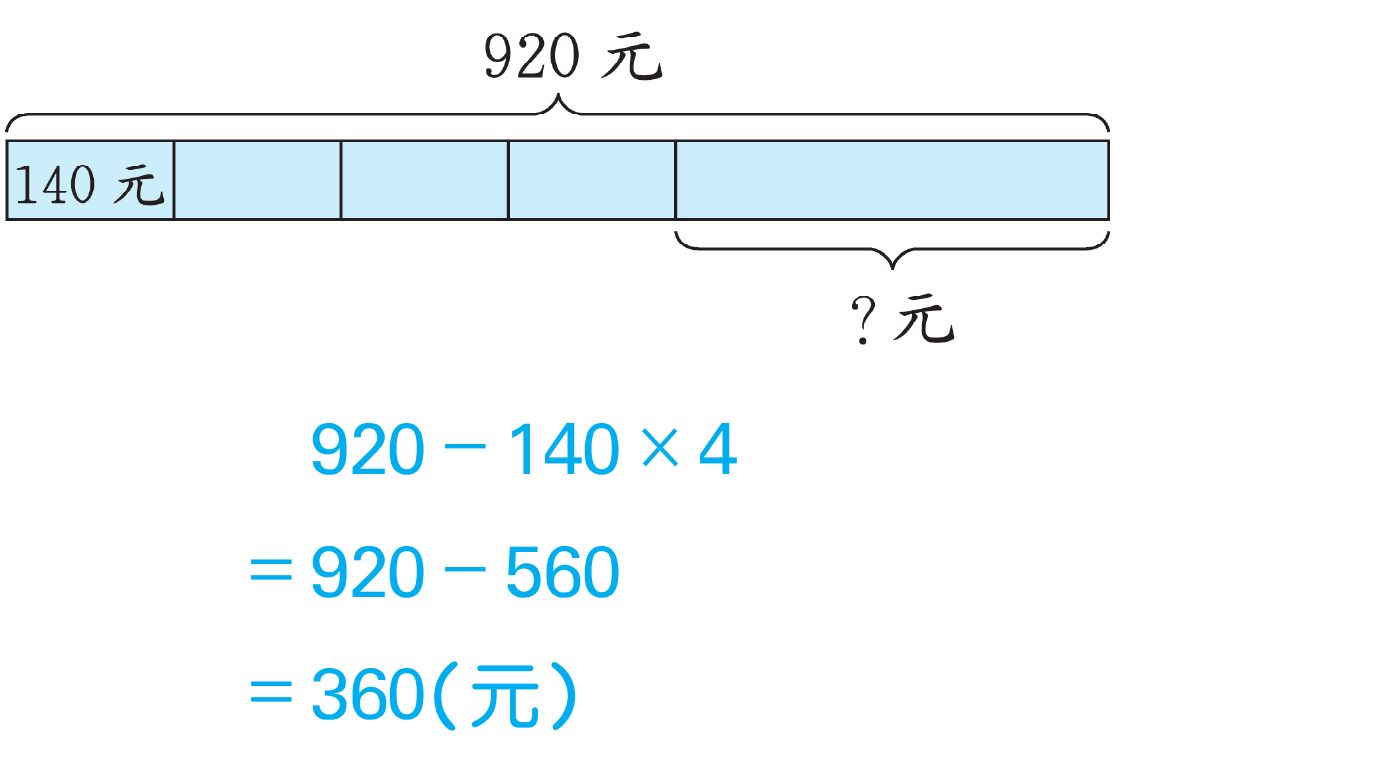 920 元
140 元
? 元
920 － 140 × 4
= 920 － 560
= 360(元)